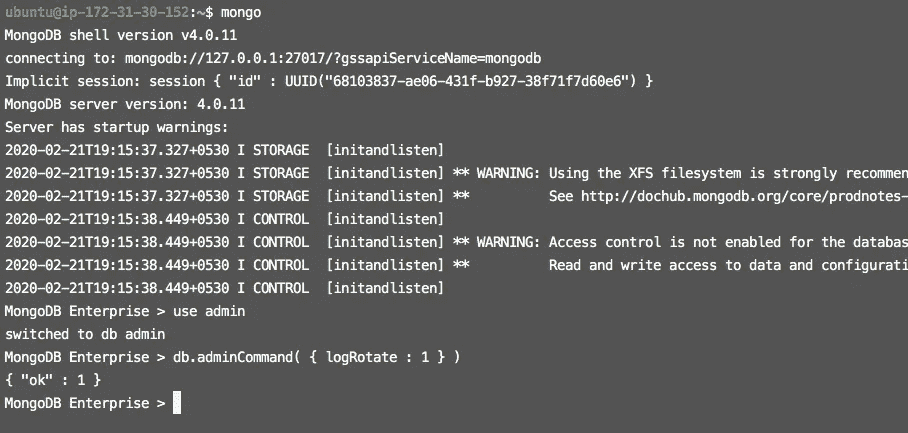 ubuntu@ip-172-31-30-152:~$ mongo
MongoDB shell version v4.0.11
connecting to: mongodb://127.0.0.1:27017/?gssapiServiceName=mongodb
Implicit session: session { "id" : UUID("68103837-ae06-431f-b927-38f71f7d60e6") }
MongoDB server version: 4.0.11
Server has startup warnings:
2020-02-21T19:15:37.327+0530 I STORAGE  [initandlisten]
2020-02-21T19:15:37.327+0530 I STORAGE  [initandlisten] ** WARNING: Using the XFS filesystem is strongly recommen
2020-02-21T19:15:37.327+0530 I STORAGE  [initandlisten] **          See http://dochub.mongodb.org/core/prodnotes-
2020-02-21T19:15:38.449+0530 I CONTROL  [initandlisten]
2020-02-21T19:15:38.449+0530 I CONTROL  [initandlisten] ** WARNING: Access control is not enabled for the databas
2020-02-21T19:15:38.449+0530 I CONTROL  [initandlisten] **          Read and write access to data and configurati
2020-02-21T19:15:38.449+0530 I CONTROL  [initandlisten]
MongoDB Enterprise > use admin
switched to db admin
MongoDB Enterprise > db.adminCommand( { logRotate : 1 } )
{ "ok" : 1 }
MongoDB Enterprise >